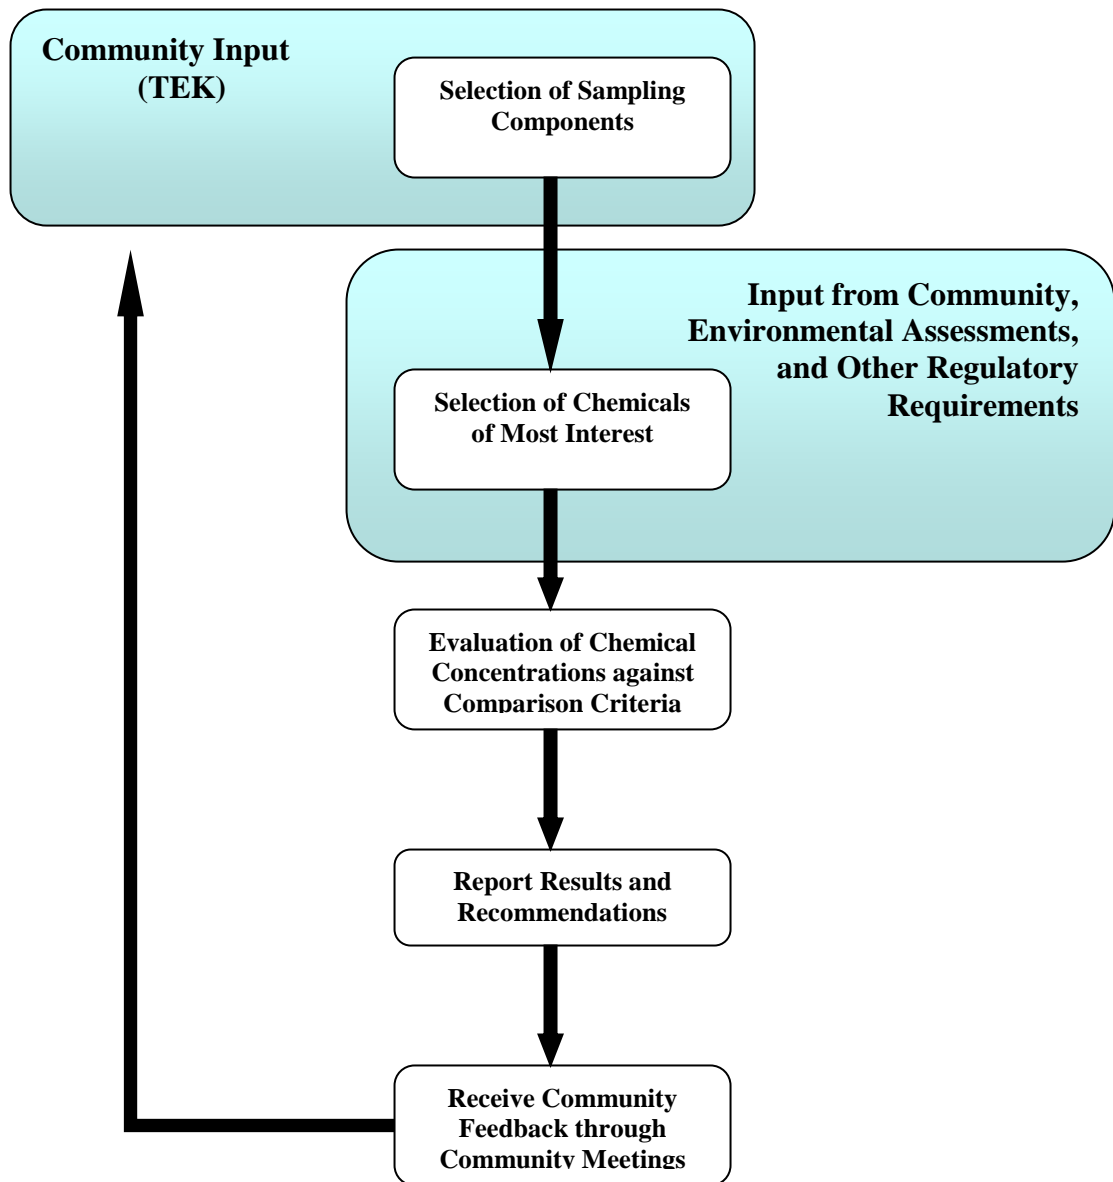 Community Input
(TEK)
Selection of Sampling
Components
Input from Community,
Environmental Assessments,
and Other Regulatory
Requirements
Selection of Chemicals
of Most Interest
Evaluation of Chemical
Concentrations against
Comparison Criteria
Report Results and
Recommendations
Receive Community
Feedback through
Community Meetings